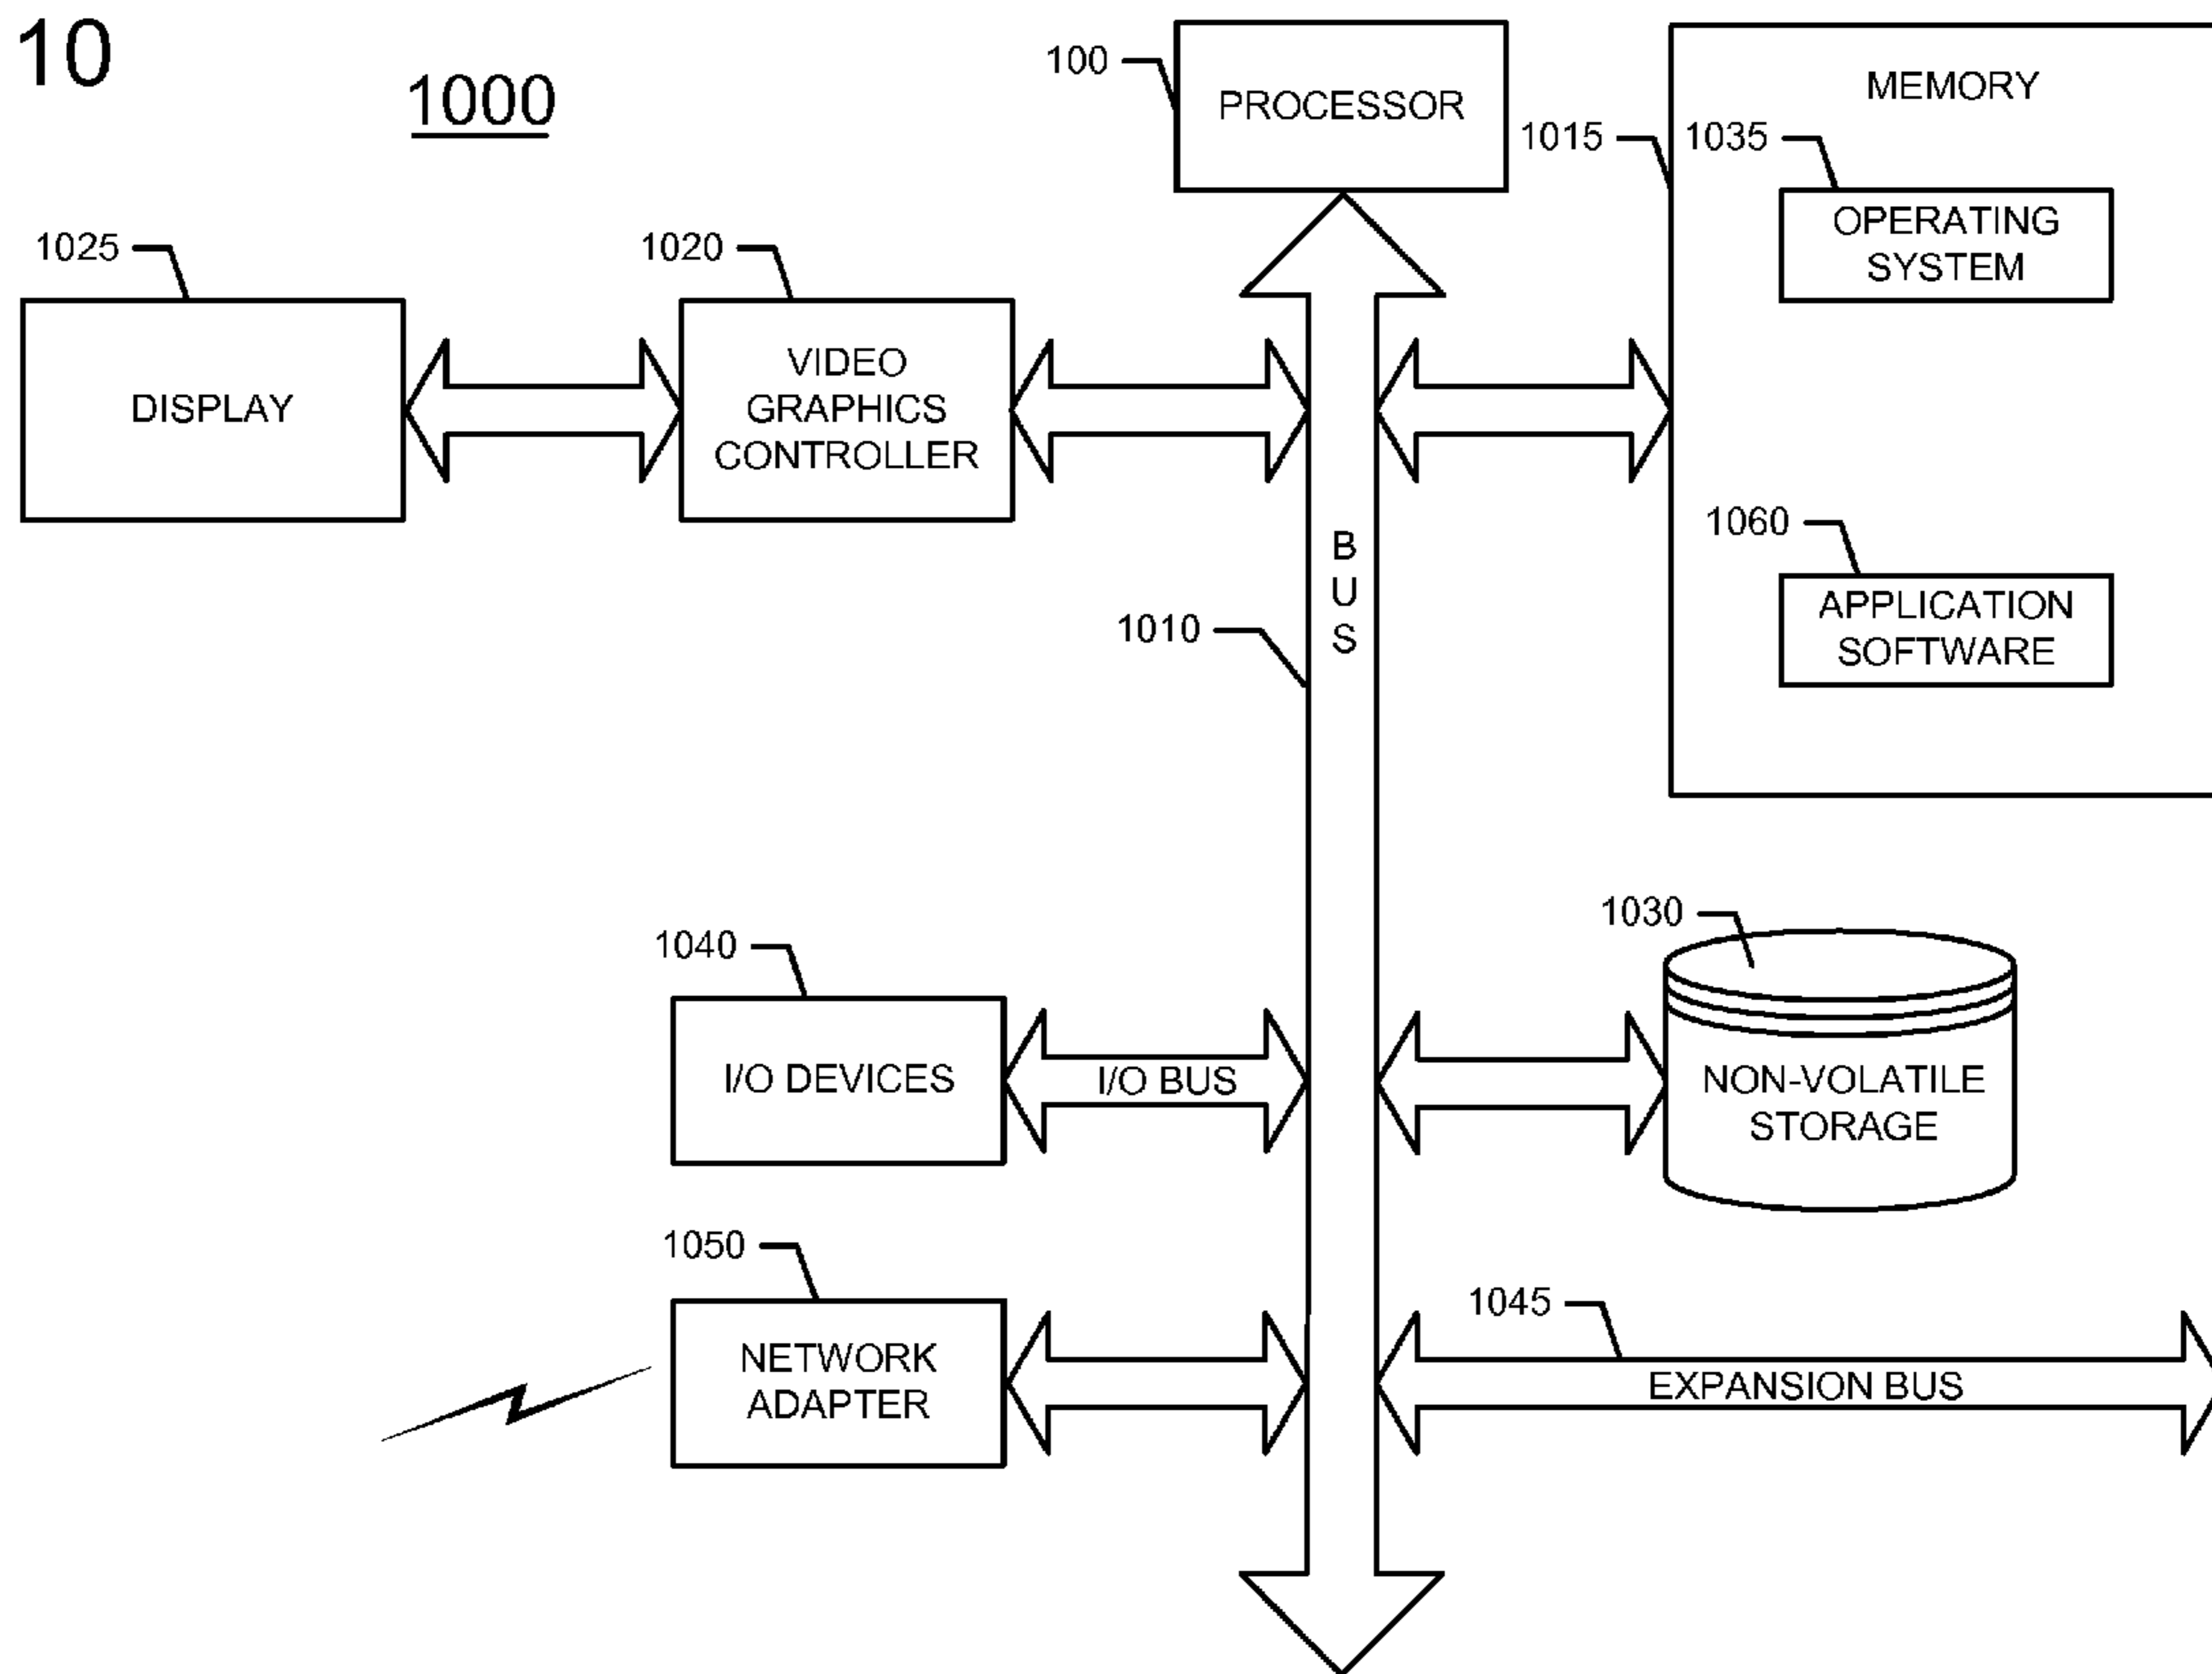 10
1000
100
PROCESSOR
MEMORY
1015
1035
OPERATING
SYSTEM
1025
DISPLAY
1020
VIDEO
GRAPHICS
CONTROLLER
B
U
S
1010
1060
APPLICATION
SOFTWARE
1040
I/O DEVICES
I/O BUS
1030
NON-VOLATILE
STORAGE
1050
NETWORK
ADAPTER
1045
EXPANSION BUS